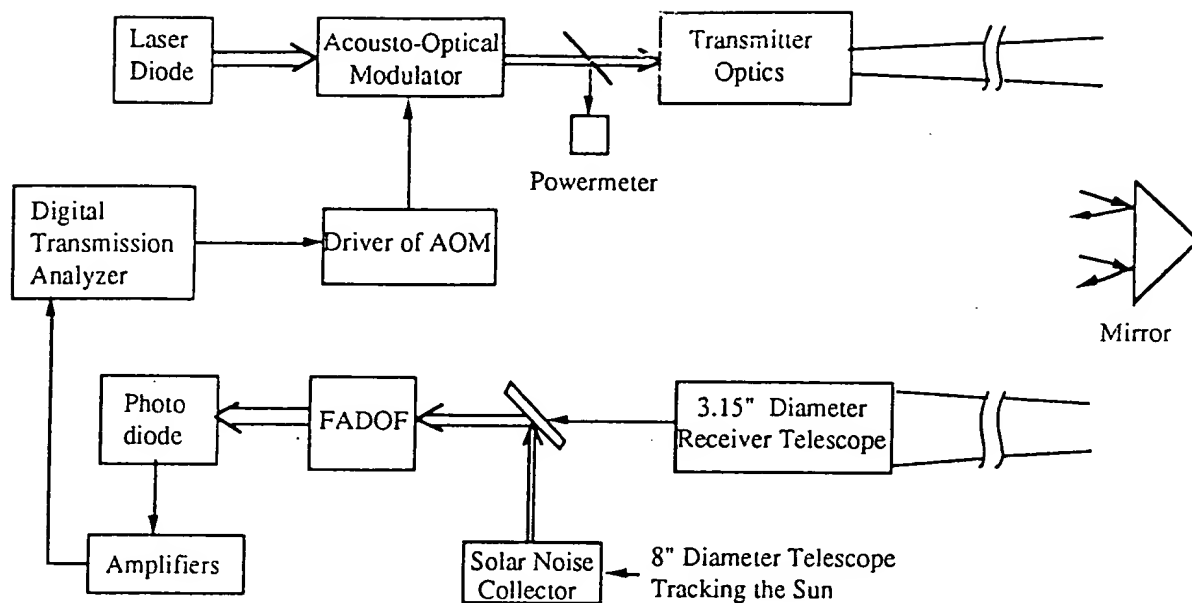 Laser
Diode
Acousto-Optical
Modulator
Transmitter
Optics
Powermeter
Digital
Transmission
Analyzer
Driver of AOM
Mirror
Photo
diode
FADOF
3.15" Diameter
Receiver Telescope
Amplifiers
Solar Noise
Collector
8" Diameter Telescope
Tracking the Sun